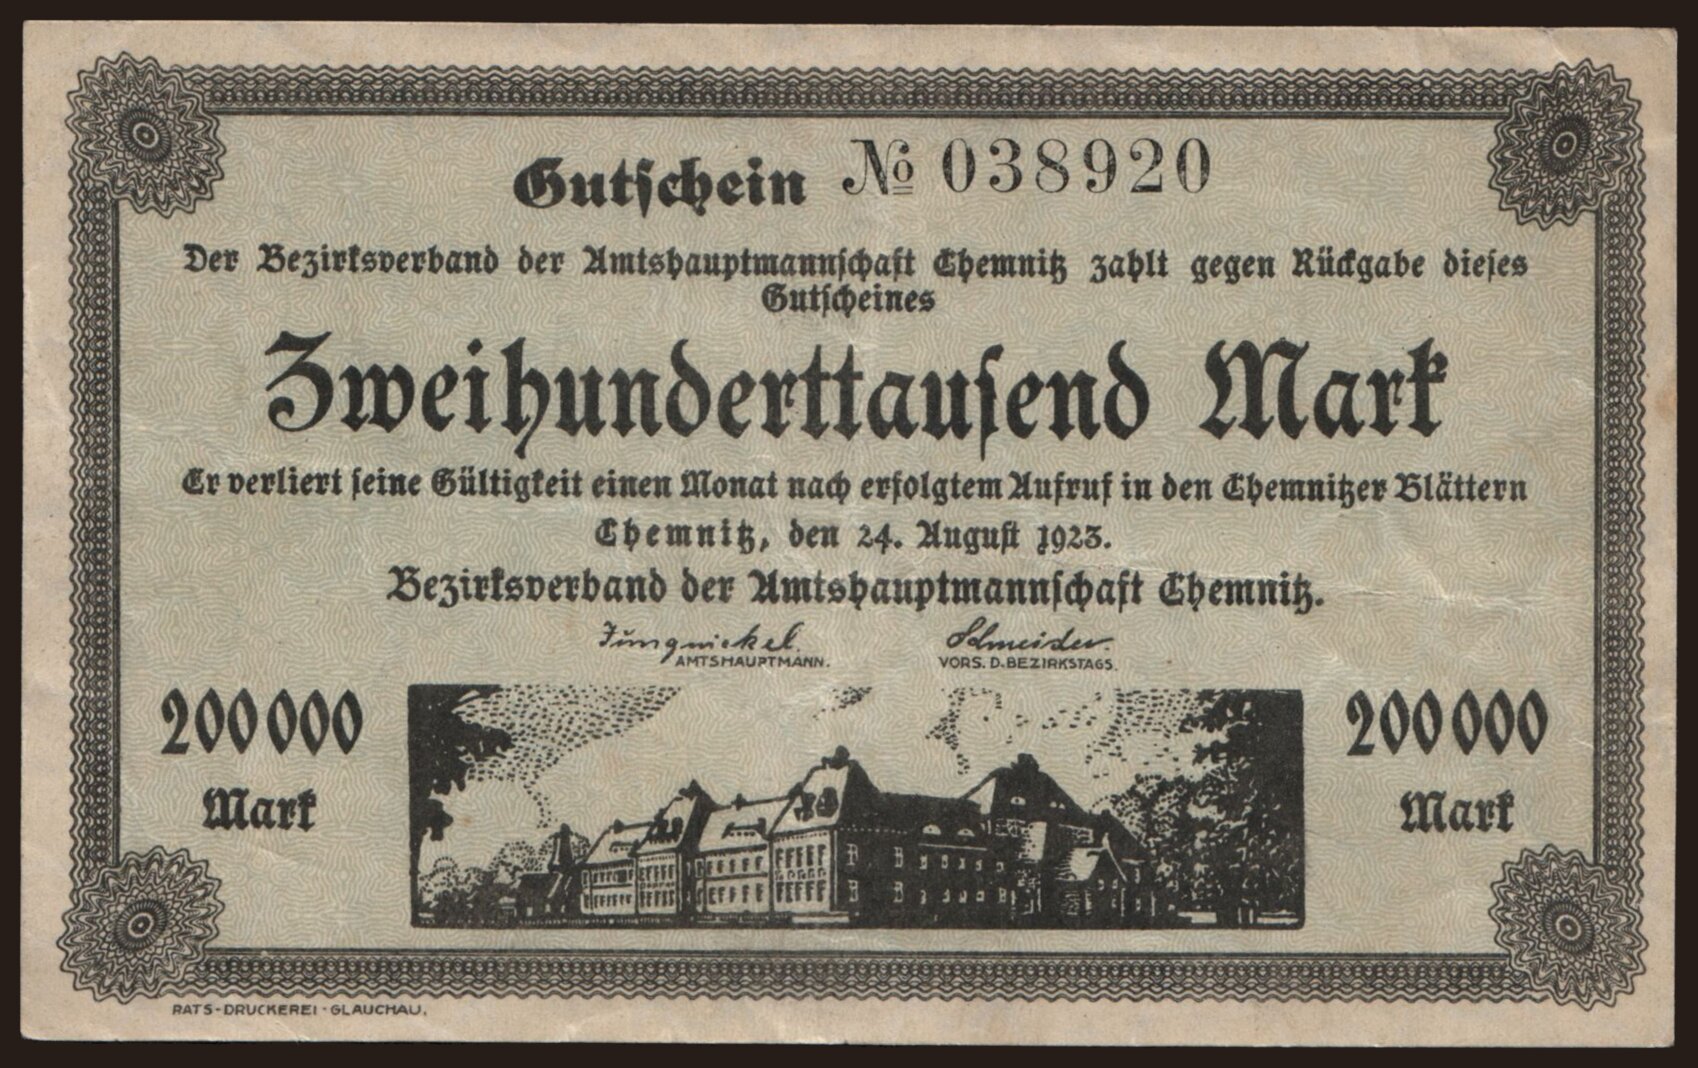 Gutschein № 038920
Der Bezirksverband der Amtshauptmannschaft Chemnitz zahlt gegen Rückgabe dieses
Gutscheines
Zweihunderttausend Mark
Er verliert seine Gültigkeit einen Monat nach erfolgtem Aufruf in den Chemnitzer Blättern
Chemnitz, den 24. August 1923.
Bezirksverband der Amtshauptmannschaft Chemnitz.
Jungnickel. Schneider.
AMTSHAUPTMANN. VORS. D. BEZIRKSTAGS.
200000 200000
Mark Mark
RATS-DRUCKEREI · GLAUCHAU.